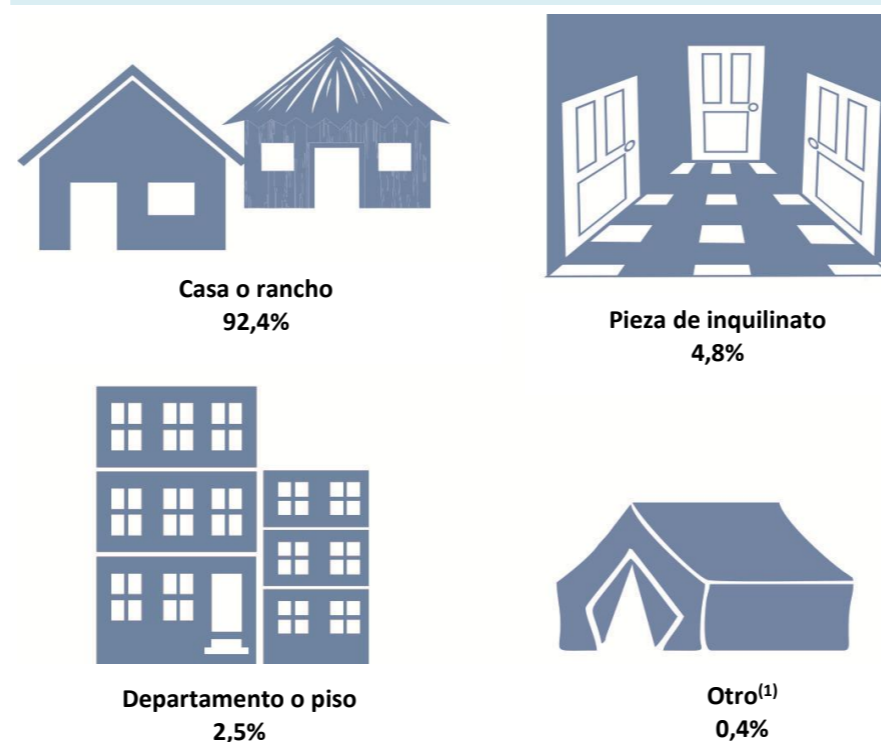 Casa o rancho
92,4%
Pieza de inquilinato
4,8%
Departamento o piso
2,5%
Otro(1)
0,4%